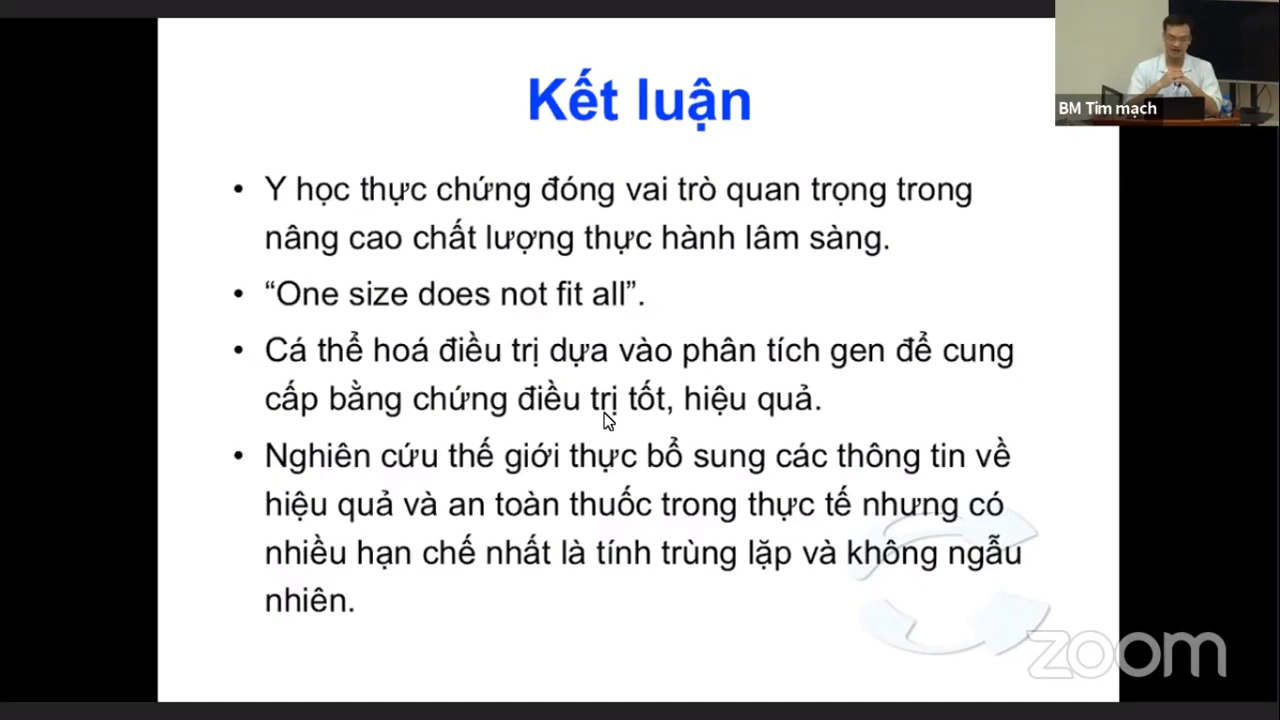 Kết luận
BM Tim mạch
• Y học thực chứng đóng vai trò quan trọng trong
nâng cao chất lượng thực hành lâm sàng.
• “One size does not fit all”.
• Cá thể hoá điều trị dựa vào phân tích gen để cung
cấp bằng chứng điều trị tốt, hiệu quả.
• Nghiên cứu thế giới thực bổ sung các thông tin về
hiệu quả và an toàn thuốc trong thực tế nhưng có
nhiều hạn chế nhất là tính trùng lặp và không ngẫu
nhiên.
zoom